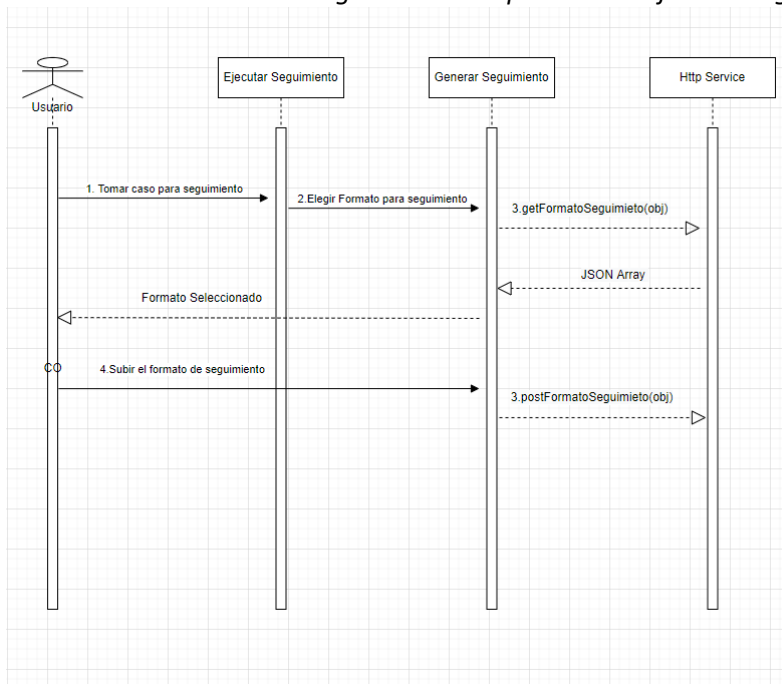 Usuario
Ejecutar Seguimiento
Generar Seguimiento
Http Service
1. Tomar caso para seguimiento
2.Elegir Formato para seguimiento
3.getFormatoSeguimieto(obj)
JSON Array
Formato Seleccionado
CO
4.Subir el formato de seguimiento
3.postFormatoSeguimieto(obj)